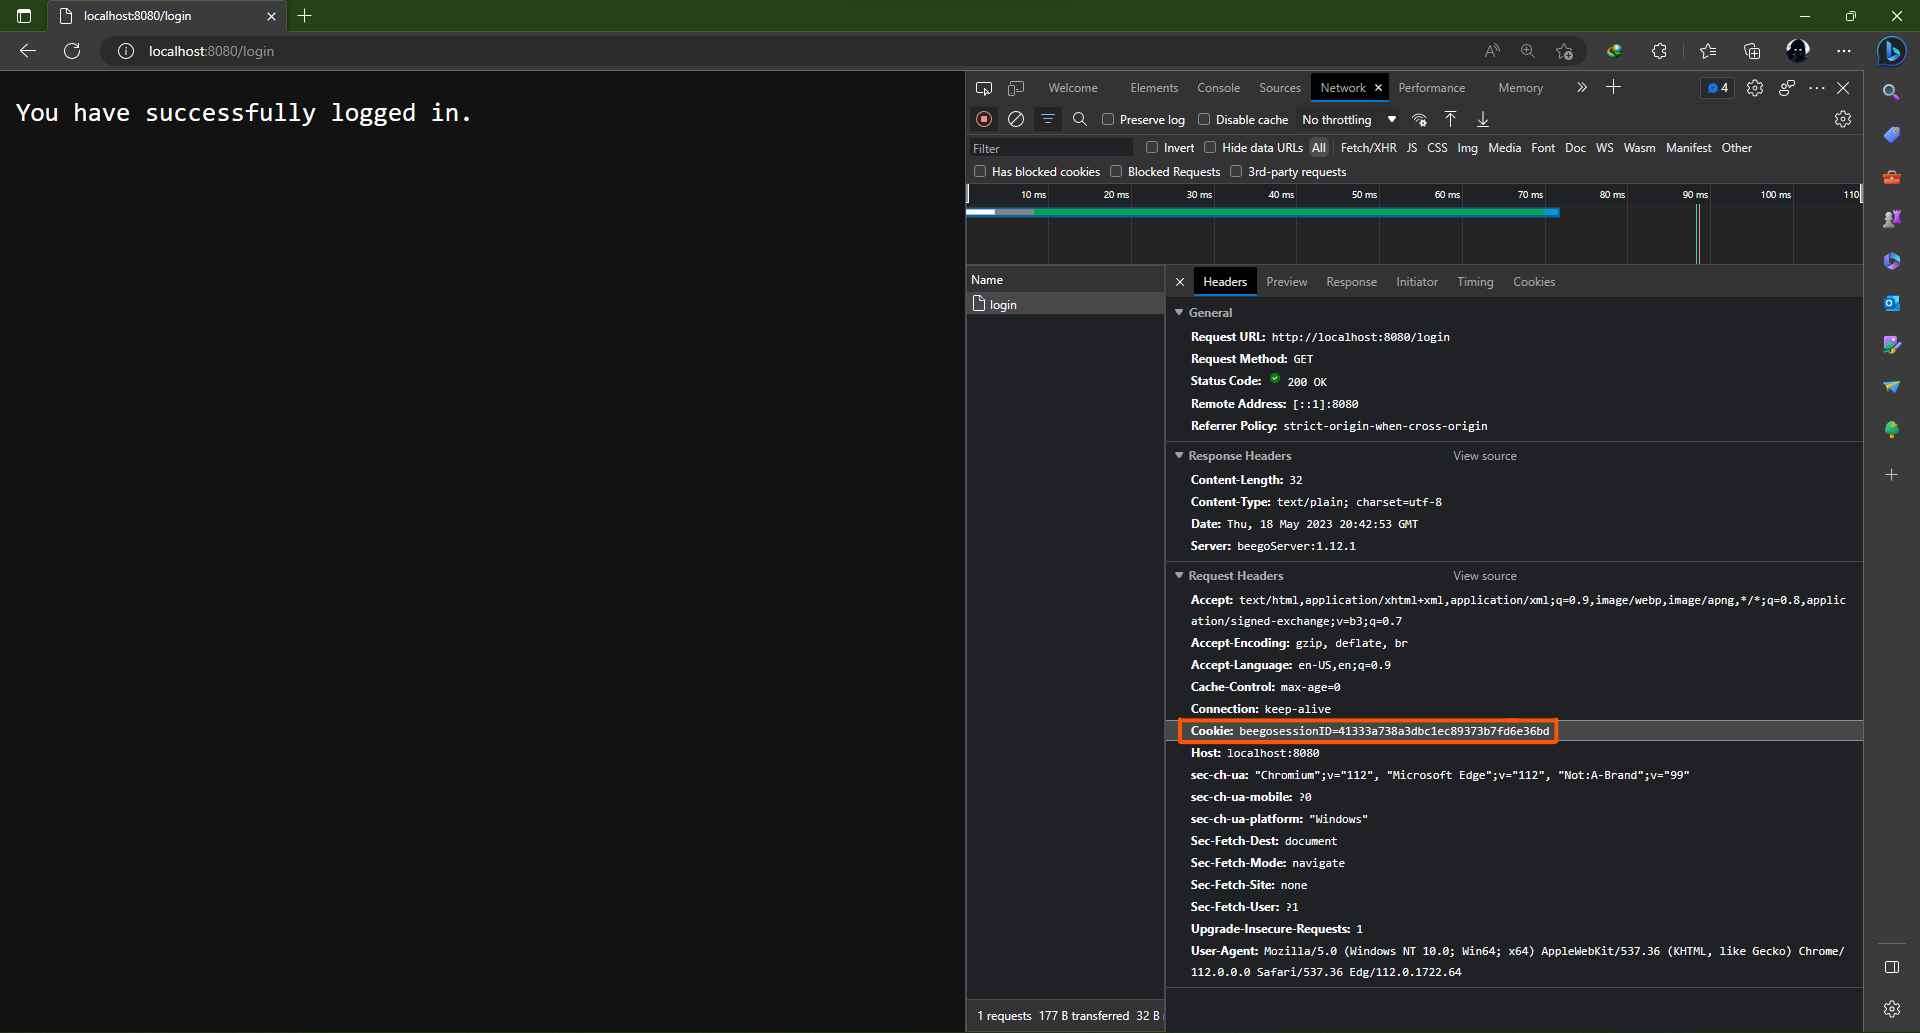 localhost:8080/login
localhost:8080/login
You have successfully logged in.
Welcome Elements Console Sources Network Performance Memory 4
Preserve log Disable cache No throttling
Filter Invert Hide data URLs All Fetch/XHR JS CSS Img Media Font Doc WS Wasm Manifest Other
Has blocked cookies Blocked Requests 3rd-party requests
10 ms 20 ms 30 ms 40 ms 50 ms 60 ms 70 ms 80 ms 90 ms 100 ms 110
Name
login
Headers Preview Response Initiator Timing Cookies
General
Request URL: http://localhost:8080/login
Request Method: GET
Status Code: 200 OK
Remote Address: [::1]:8080
Referrer Policy: strict-origin-when-cross-origin
Response Headers View source
Content-Length: 32
Content-Type: text/plain; charset=utf-8
Date: Thu, 18 May 2023 20:42:53 GMT
Server: beegoServer:1.12.1
Request Headers View source
Accept: text/html,application/xhtml+xml,application/xml;q=0.9,image/webp,image/apng,*/*;q=0.8,applic
ation/signed-exchange;v=b3;q=0.7
Accept-Encoding: gzip, deflate, br
Accept-Language: en-US,en;q=0.9
Cache-Control: max-age=0
Connection: keep-alive
Cookie: beegosessionID=41333a738a3dbc1ec89373b7fd6e36bd
Host: localhost:8080
sec-ch-ua: "Chromium";v="112", "Microsoft Edge";v="112", "Not:A-Brand";v="99"
sec-ch-ua-mobile: ?0
sec-ch-ua-platform: "Windows"
Sec-Fetch-Dest: document
Sec-Fetch-Mode: navigate
Sec-Fetch-Site: none
Sec-Fetch-User: ?1
Upgrade-Insecure-Requests: 1
User-Agent: Mozilla/5.0 (Windows NT 10.0; Win64; x64) AppleWebKit/537.36 (KHTML, like Gecko) Chrome/
112.0.0.0 Safari/537.36 Edg/112.0.1722.64
1 requests 177 B transferred 32 B